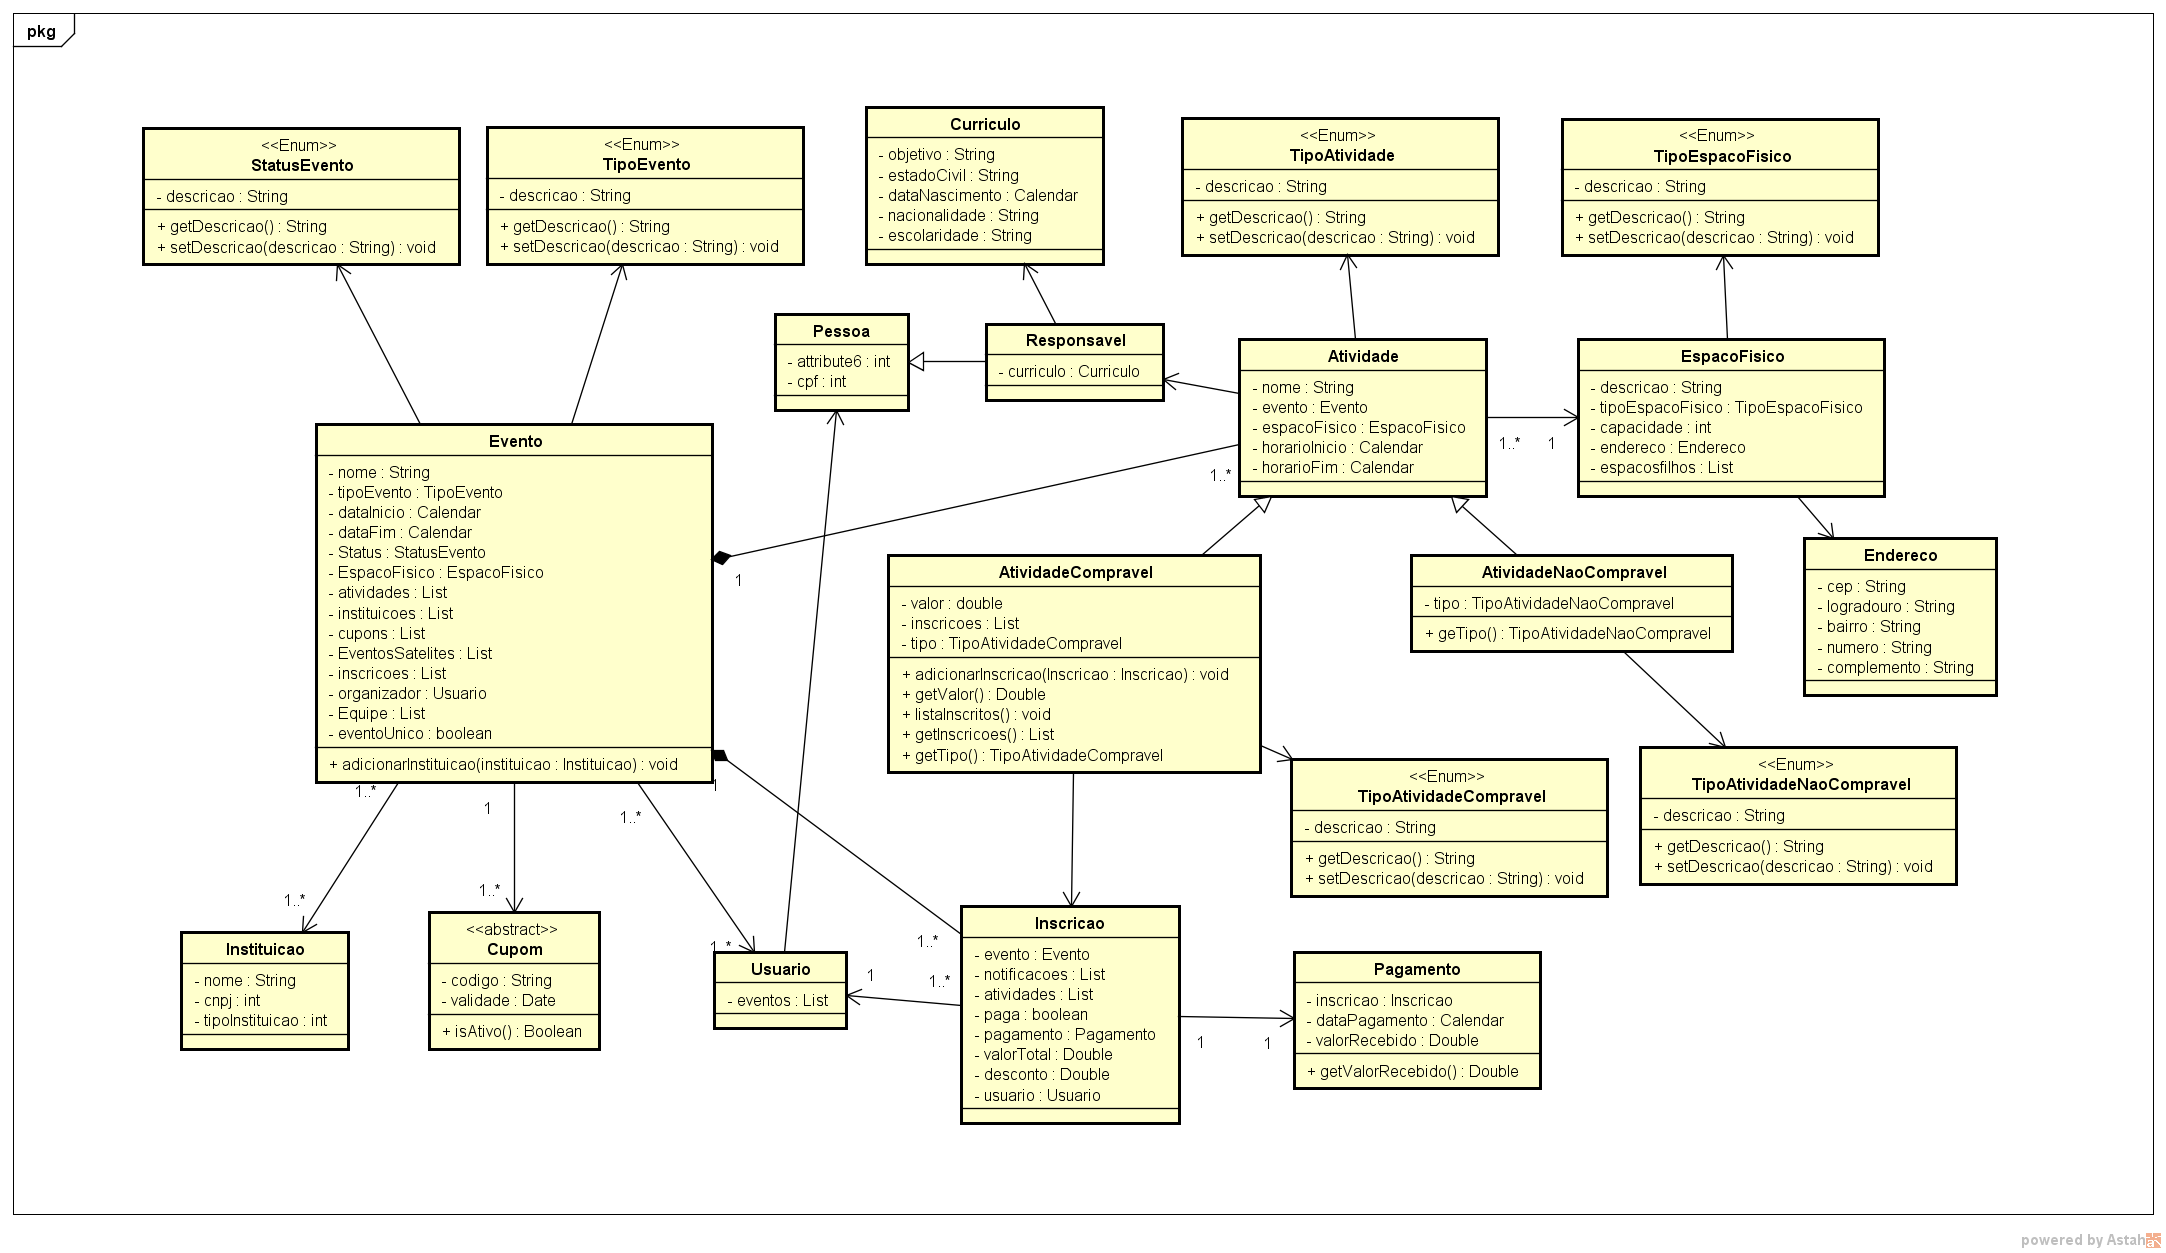 pkg
<<Enum>>
StatusEvento
- descricao : String
+ getDescricao() : String
+ setDescricao(descricao : String) : void
<<Enum>>
TipoEvento
- descricao : String
+ getDescricao() : String
+ setDescricao(descricao : String) : void
Curriculo
- objetivo : String
- estadoCivil : String
- dataNascimento : Calendar
- nacionalidade : String
- escolaridade : String
<<Enum>>
TipoAtividade
- descricao : String
+ getDescricao() : String
+ setDescricao(descricao : String) : void
<<Enum>>
TipoEspacoFisico
- descricao : String
+ getDescricao() : String
+ setDescricao(descricao : String) : void
Pessoa
- attribute6 : int
- cpf : int
Responsavel
- curriculo : Curriculo
Atividade
- nome : String
- evento : Evento
- espacoFisico : EspacoFisico
- horarioInicio : Calendar
- horarioFim : Calendar
1..*
1..* 1
EspacoFisico
- descricao : String
- tipoEspacoFisico : TipoEspacoFisico
- capacidade : int
- endereco : Endereco
- espacosfilhos : List
Evento
- nome : String
- tipoEvento : TipoEvento
- dataInicio : Calendar
- dataFim : Calendar
- Status : StatusEvento
- EspacoFisico : EspacoFisico
- atividades : List
- instituicoes : List
- cupons : List
- EventosSatelites : List
- inscricoes : List
- organizador : Usuario
- Equipe : List
- eventoUnico : boolean
+ adicionarInstituicao(instituicao : Instituicao) : void
1
1
1..*
1
1..*
AtividadeCompravel
- valor : double
- inscricoes : List
- tipo : TipoAtividadeCompravel
+ adicionarInscricao(Inscricao : Inscricao) : void
+ getValor() : Double
+ listaInscritos() : void
+ getInscricoes() : List
+ getTipo() : TipoAtividadeCompravel
AtividadeNaoCompravel
- tipo : TipoAtividadeNaoCompravel
+ geTipo() : TipoAtividadeNaoCompravel
Endereco
- cep : String
- logradouro : String
- bairro : String
- numero : String
- complemento : String
<<Enum>>
TipoAtividadeCompravel
- descricao : String
+ getDescricao() : String
+ setDescricao(descricao : String) : void
<<Enum>>
TipoAtividadeNaoCompravel
- descricao : String
+ getDescricao() : String
+ setDescricao(descricao : String) : void
1..*
Instituicao
- nome : String
- cnpj : int
- tipoInstituicao : int
1..*
<<abstract>>
Cupom
- codigo : String
- validade : Date
+ isAtivo() : Boolean
1..*
Usuario
- eventos : List
1
1..*
1..*
Inscricao
- evento : Evento
- notificacoes : List
- atividades : List
- paga : boolean
- pagamento : Pagamento
- valorTotal : Double
- desconto : Double
- usuario : Usuario
1 1
Pagamento
- inscricao : Inscricao
- dataPagamento : Calendar
- valorRecebido : Double
+ getValorRecebido() : Double
powered by Astah